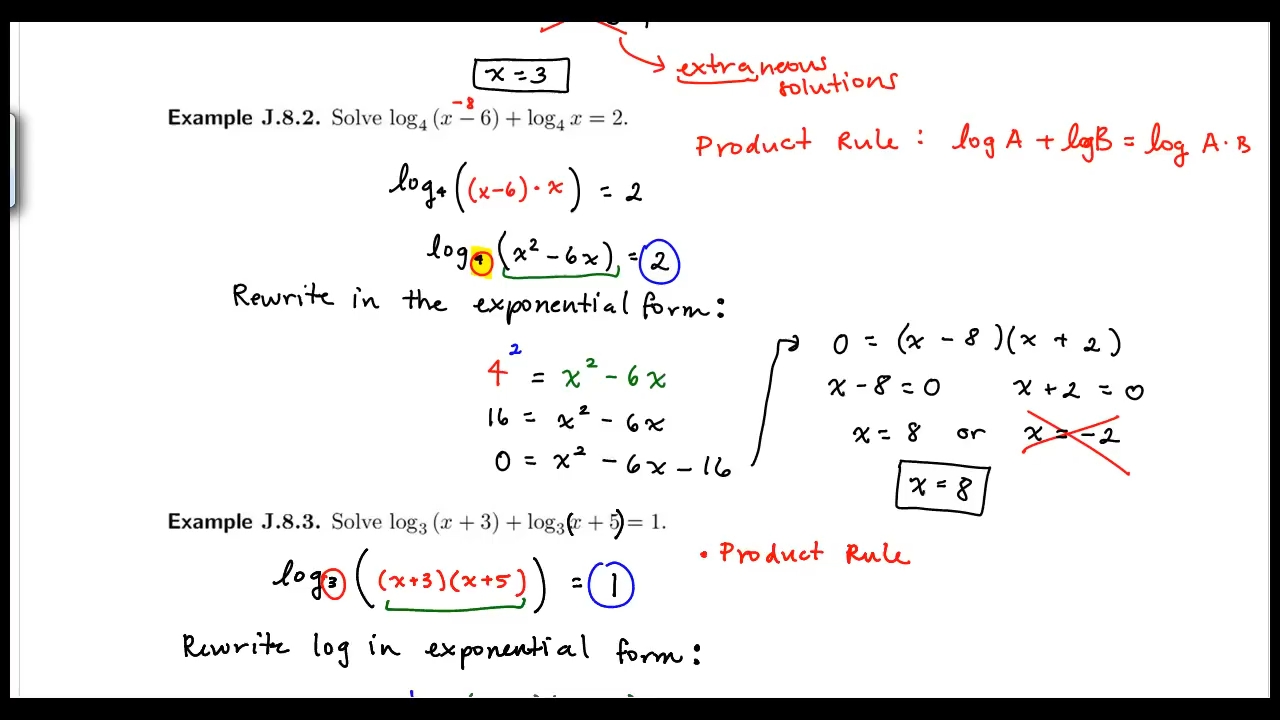 x = 3
extraneous
solutions
Example J.8.2. Solve log₄ (x − 6) + log₄ x = 2.
−8
Product Rule : log A + log B = log A · B
log₄ ((x−6) · x) = 2
log₄ (x² − 6x) = 2
Rewrite in the exponential form:
4² = x² − 6x
16 = x² − 6x
0 = x² − 6x − 16
0 = (x − 8)(x + 2)
x − 8 = 0 x + 2 = 0
x = 8 or x = −2
x = 8
Example J.8.3. Solve log₃ (x + 3) + log₃(x + 5) = 1.
• Product Rule
log₃ ((x+3)(x+5)) = 1
Rewrite log in exponential form: